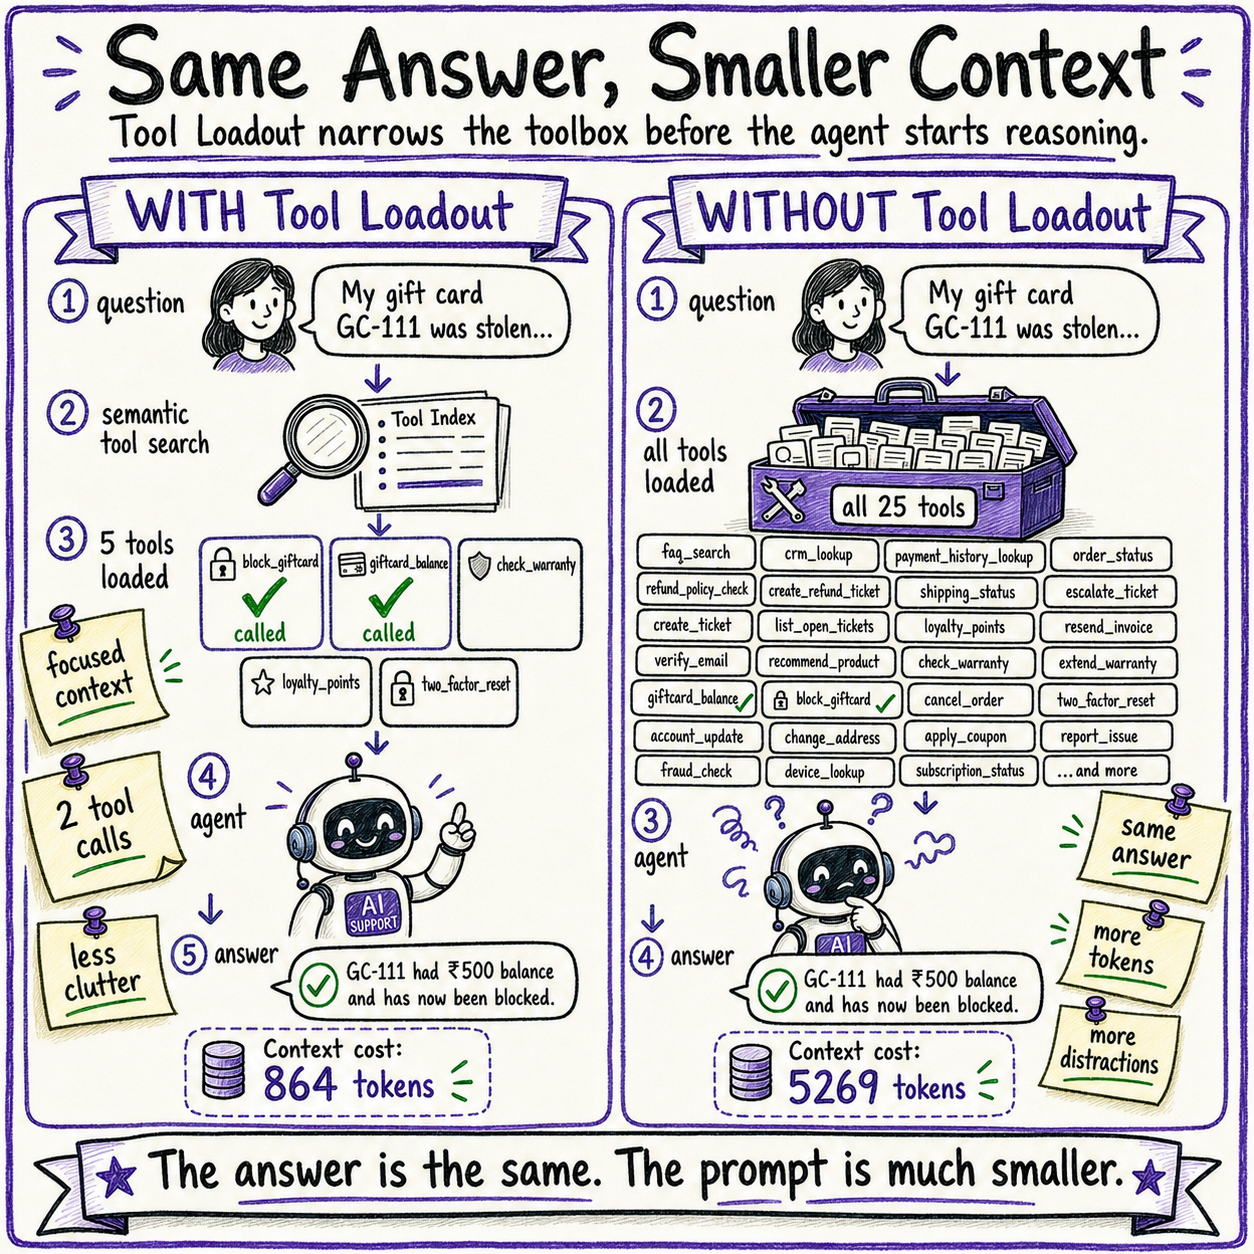 Same Answer, Smaller Context
Tool Loadout narrows the toolbox before the agent starts reasoning.
WITH Tool Loadout
1 question
My gift card
GC-111 was stolen...
2 semantic
tool search
Tool Index
3 5 tools
loaded
block_giftcard
called
giftcard_balance
called
check_warranty
loyalty_points
two_factor_reset
focused
context
2 tool
calls
less
clutter
4
agent
AI
SUPPORT
5 answer
GC-111 had ₹500 balance
and has now been blocked.
Context cost:
864 tokens
WITHOUT Tool Loadout
1 question
My gift card
GC-111 was stolen...
2
all tools
loaded
all 25 tools
faq_search crm_lookup payment_history_lookup order_status
refund_policy_check create_refund_ticket shipping_status escalate_ticket
create_ticket list_open_tickets loyalty_points resend_invoice
verify_email recommend_product check_warranty extend_warranty
giftcard_balance block_giftcard cancel_order two_factor_reset
account_update change_address apply_coupon report_issue
fraud_check device_lookup subscription_status ...and more
3
agent
? ?
AI
same
answer
more
tokens
more
distractions
4 answer
GC-111 had ₹500 balance
and has now been blocked.
Context cost:
5269 tokens
The answer is the same. The prompt is much smaller.